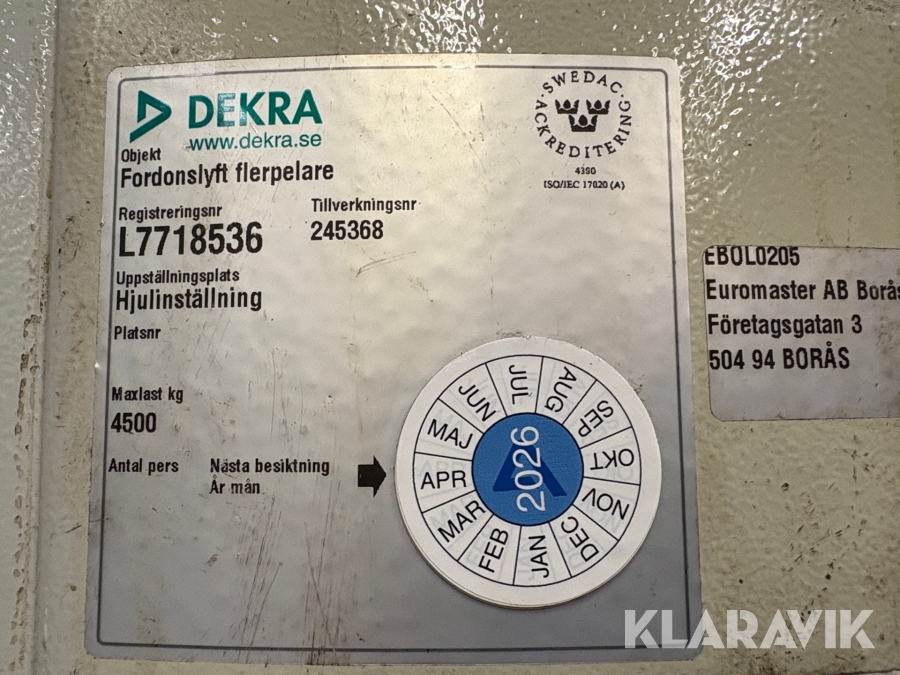 DEKRA
www.dekra.se
SWEDAC
ACKREDITERING
4390
ISO/IEC 17020 (A)
Objekt
Fordonslyft flerpelare
Registreringsnr
L7718536
Tillverkningsnr
245368
Uppställningsplats
Hjulinställning
Platsnr
Maxlast kg
4500
Antal pers
Nästa besiktning
År mån
JAN
FEB
MAR
APR
MAJ
JUN
JUL
AUG
SEP
OKT
NOV
DEC
2026
EBOL0205
Euromaster AB Borås
Företagsgatan 3
504 94 BORÅS
KLARAVIK